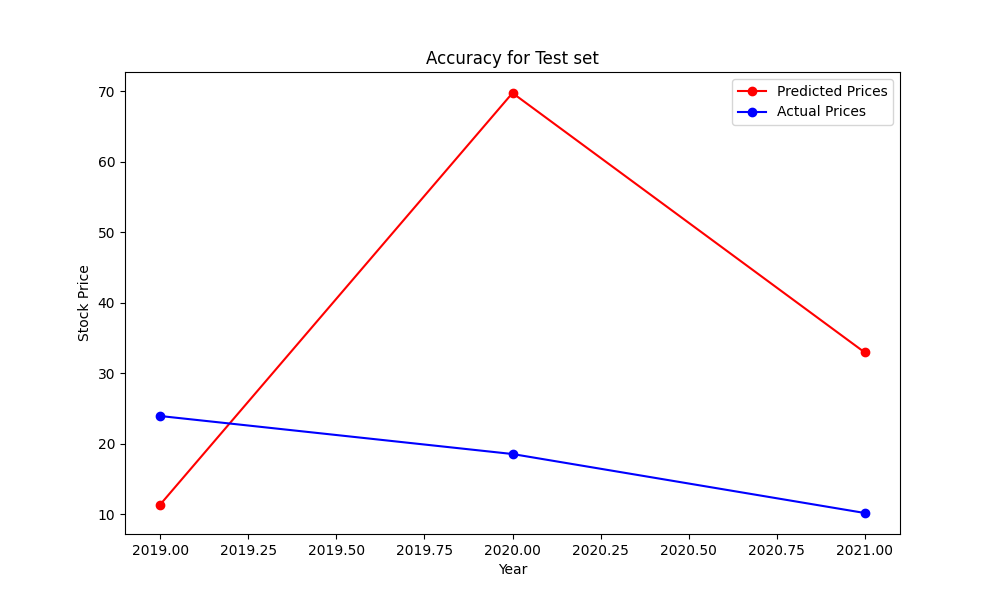 Accuracy for Test set
Predicted Prices
Actual Prices
70
60
50
40
30
20
10
Stock Price
2019.00 2019.25 2019.50 2019.75 2020.00 2020.25 2020.50 2020.75 2021.00
Year